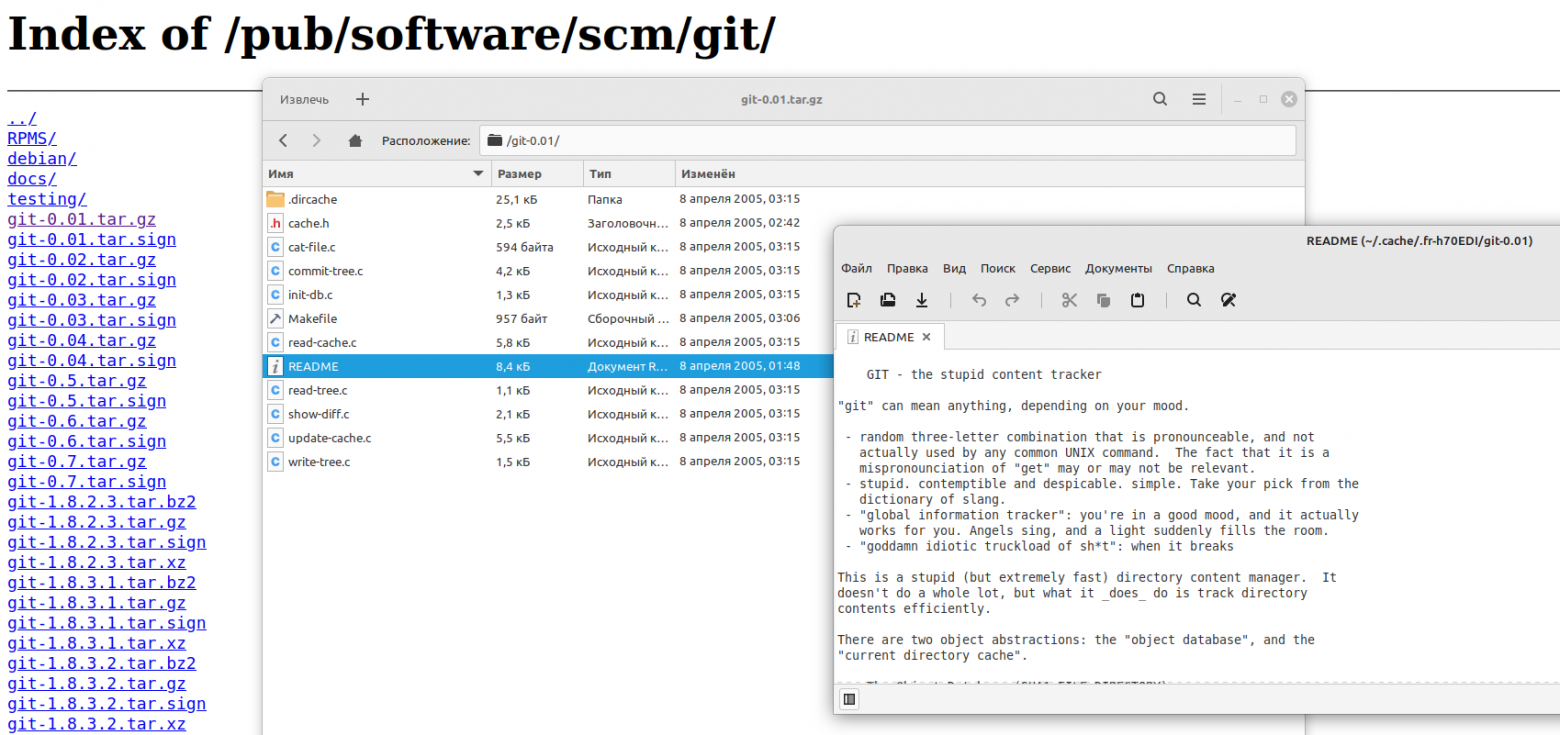 Index of /pub/software/scm/git/
../
RPMS/
debian/
docs/
testing/
git-0.01.tar.gz
git-0.01.tar.sign
git-0.02.tar.gz
git-0.02.tar.sign
git-0.03.tar.gz
git-0.03.tar.sign
git-0.04.tar.gz
git-0.04.tar.sign
git-0.5.tar.gz
git-0.5.tar.sign
git-0.6.tar.gz
git-0.6.tar.sign
git-0.7.tar.gz
git-0.7.tar.sign
git-1.8.2.3.tar.bz2
git-1.8.2.3.tar.gz
git-1.8.2.3.tar.sign
git-1.8.2.3.tar.xz
git-1.8.3.1.tar.bz2
git-1.8.3.1.tar.gz
git-1.8.3.1.tar.sign
git-1.8.3.1.tar.xz
git-1.8.3.2.tar.bz2
git-1.8.3.2.tar.gz
git-1.8.3.2.tar.sign
git-1.8.3.2.tar.xz
Извлечь git-0.01.tar.gz
Расположение: /git-0.01/
Имя Размер Тип Изменён
.dircache 25,1 кБ Папка 8 апреля 2005, 03:15
.h cache.h 2,5 кБ Заголовочн... 8 апреля 2005, 02:42
C cat-file.c 594 байта Исходный к... 8 апреля 2005, 03:15
C commit-tree.c 4,2 кБ Исходный к... 8 апреля 2005, 03:15
C init-db.c 1,3 кБ Исходный к... 8 апреля 2005, 03:15
Makefile 957 байт Сборочный ... 8 апреля 2005, 03:06
C read-cache.c 5,8 кБ Исходный к... 8 апреля 2005, 03:15
i README 8,4 кБ Документ R... 8 апреля 2005, 01:48
C read-tree.c 1,1 кБ Исходный к... 8 апреля 2005, 03:15
C show-diff.c 2,1 кБ Исходный к... 8 апреля 2005, 03:15
C update-cache.c 5,5 кБ Исходный к... 8 апреля 2005, 03:15
C write-tree.c 1,5 кБ Исходный к... 8 апреля 2005, 03:15
README (~/.cache/.fr-h70EDI/git-0.01)
Файл Правка Вид Поиск Сервис Документы Справка
i README
GIT - the stupid content tracker
"git" can mean anything, depending on your mood.
- random three-letter combination that is pronounceable, and not
actually used by any common UNIX command. The fact that it is a
mispronounciation of "get" may or may not be relevant.
- stupid. contemptible and despicable. simple. Take your pick from the
dictionary of slang.
- "global information tracker": you're in a good mood, and it actually
works for you. Angels sing, and a light suddenly fills the room.
- "goddamn idiotic truckload of sh*t": when it breaks
This is a stupid (but extremely fast) directory content manager. It
doesn't do a whole lot, but what it _does_ do is track directory
contents efficiently.
There are two object abstractions: the "object database", and the
"current directory cache".